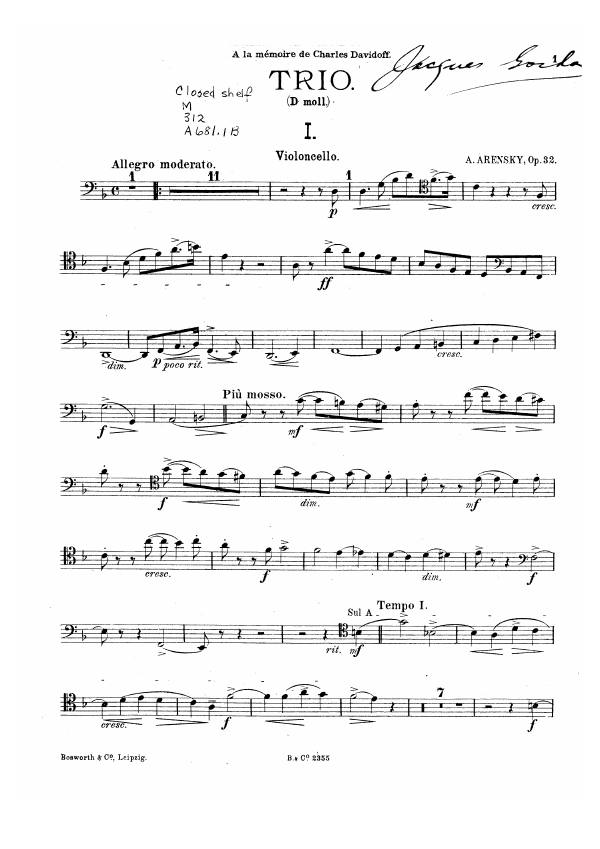 A la mémoire de Charles Davidoff.
Jacques
TRIO.
Closed shelf
(D moll.)
M
312
I.
A681.1B
Violoncello.
Allegro moderato.
A. ARENSKY, Op. 32.
1 11 1
p cresc.
ff
dim. p poco rit. cresc.
Più mosso.
f mf
f dim. mf
cresc. f dim. f
Sul A Tempo I.
rit. mf
7
cresc. f f
Bosworth & Cº, Leipzig. B. & Cº 2355